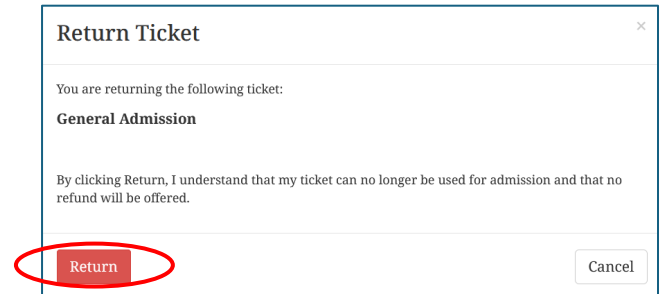 Return Ticket
×
You are returning the following ticket:
General Admission
By clicking Return, I understand that my ticket can no longer be used for admission and that no
refund will be offered.
Return
Cancel